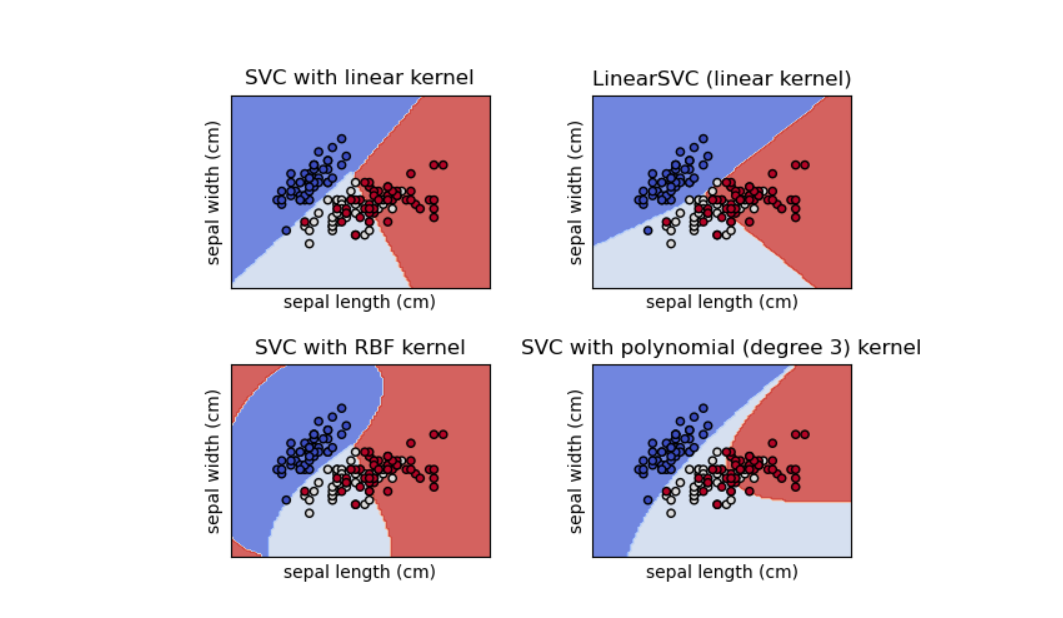 SVC with linear kernel
sepal width (cm)
sepal length (cm)
LinearSVC (linear kernel)
sepal width (cm)
sepal length (cm)
SVC with RBF kernel
sepal width (cm)
sepal length (cm)
SVC with polynomial (degree 3) kernel
sepal width (cm)
sepal length (cm)